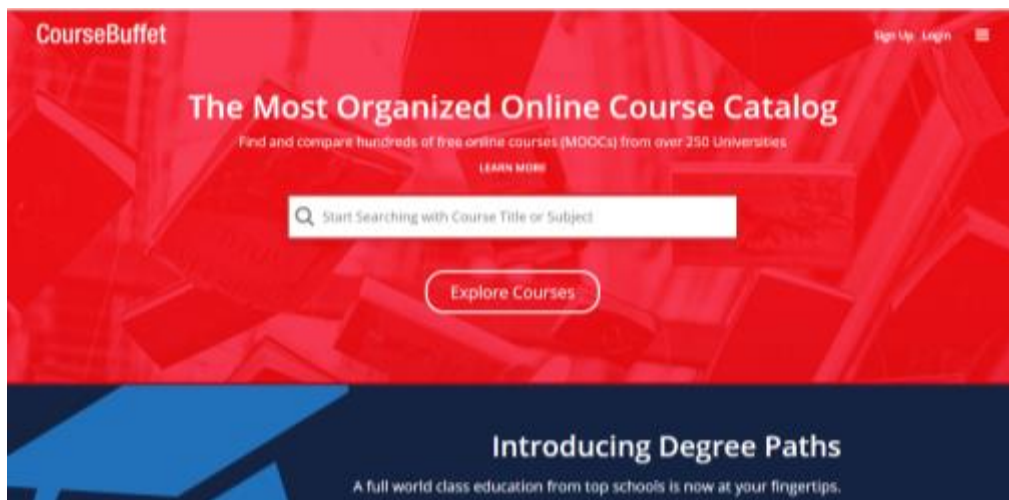 CourseBuffet
Sign Up Login
The Most Organized Online Course Catalog
Find and compare hundreds of free online courses (MOOCs) from over 250 Universities
LEARN MORE
Start Searching with Course Title or Subject
Explore Courses
Introducing Degree Paths
A full world class education from top schools is now at your fingertips.